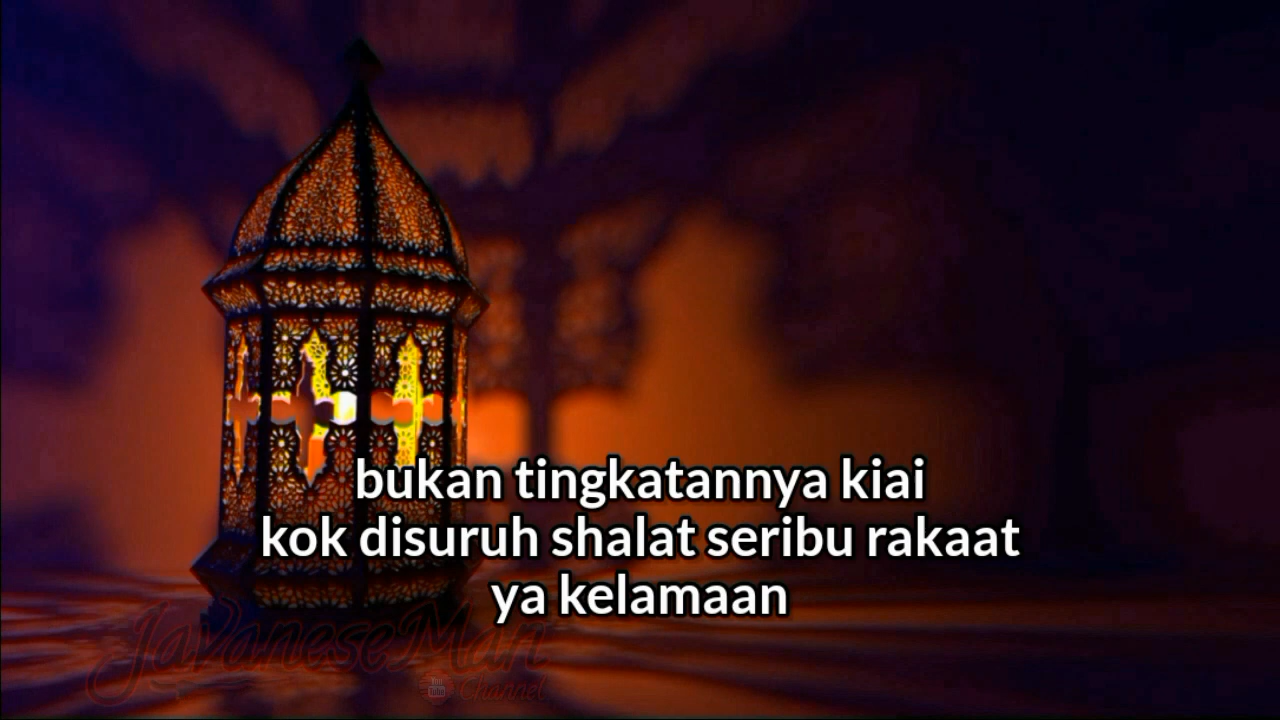 bukan tingkatannya kiai
kok disuruh shalat seribu rakaat
ya kelamaan
JavaneseMan
Channel